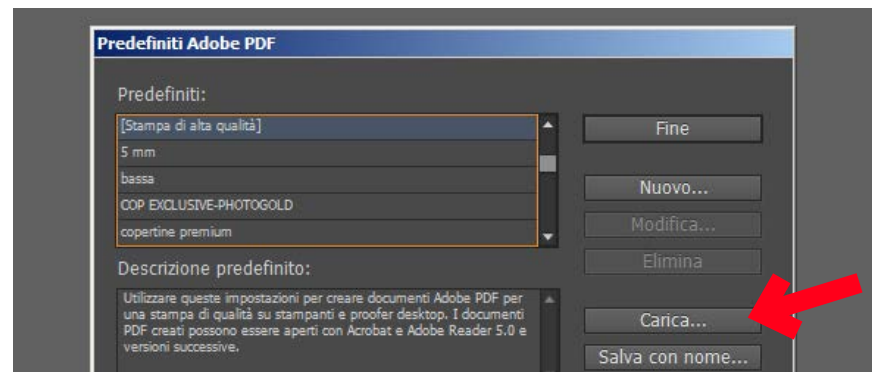 Predefiniti Adobe PDF
Predefiniti:
[Stampa di alta qualità]
5 mm
bassa
COP EXCLUSIVE-PHOTOGOLD
copertine premium
Fine
Nuovo...
Modifica...
Elimina
Descrizione predefinito:
Utilizzare queste impostazioni per creare documenti Adobe PDF per
una stampa di qualità su stampanti e proofer desktop. I documenti
PDF creati possono essere aperti con Acrobat e Adobe Reader 5.0 e
versioni successive.
Carica...
Salva con nome...